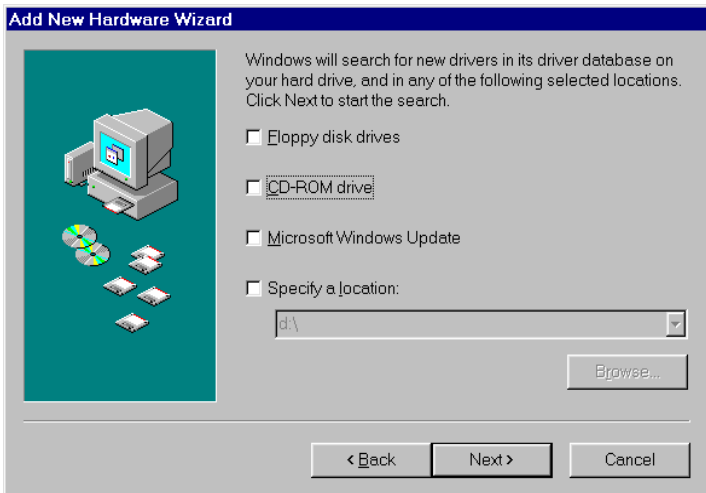 Add New Hardware Wizard
Windows will search for new drivers in its driver database on
your hard drive, and in any of the following selected locations.
Click Next to start the search.
Floppy disk drives
CD-ROM drive
Microsoft Windows Update
Specify a location:
d:\
Browse...
< Back
Next >
Cancel